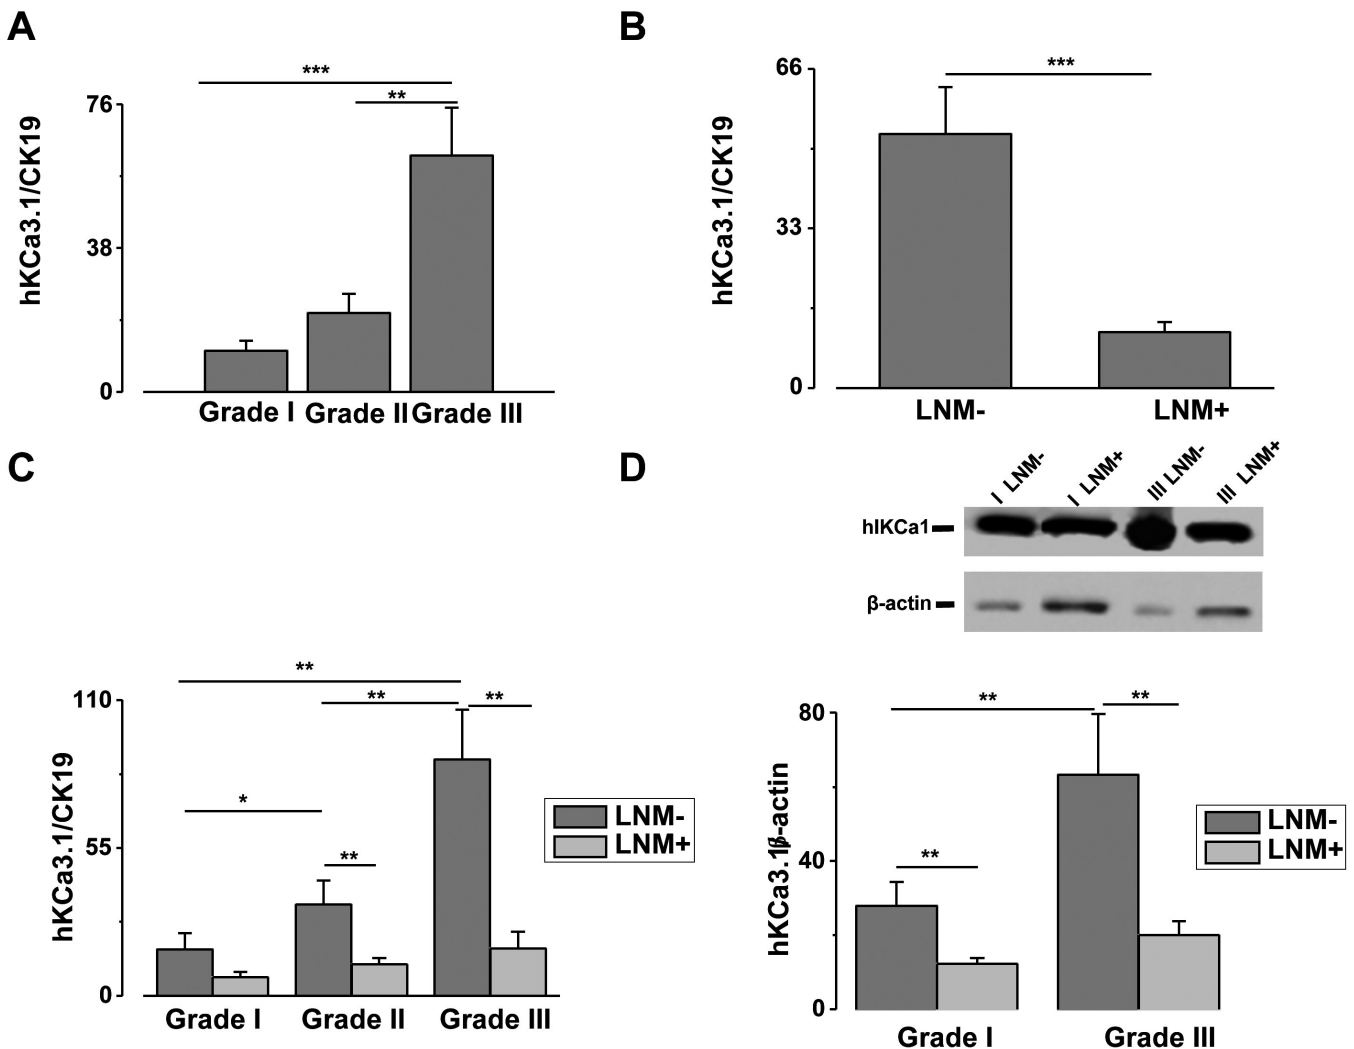 A
***
**
76
38
0
hKCa3.1/CK19
Grade I Grade II Grade III
B
***
66
33
0
hKCa3.1/CK19
LNM- LNM+
C
**
** **
*
**
110
55
0
hKCa3.1/CK19
LNM-
LNM+
Grade I Grade II Grade III
D
I LNM- I LNM+ III LNM- III LNM+
hIKCa1
β-actin
** **
**
80
40
0
hKCa3.1β-actin
LNM-
LNM+
Grade I Grade III